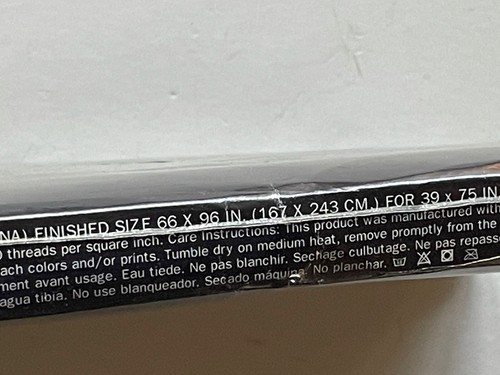 NA) FINISHED SIZE 66 X 96 IN. (167 X 243 CM.) FOR 39 x 75 IN
threads per square inch. Care Instructions: This product was manufactured with
ach colors and/or prints. Tumble dry on medium heat, remove promptly from the
ment avant usage. Eau tiede. Ne pas blanchir. Sechage culbutage. Ne pas repass
agua tibia). No use blanqueador. Secado máquina. No planchar.